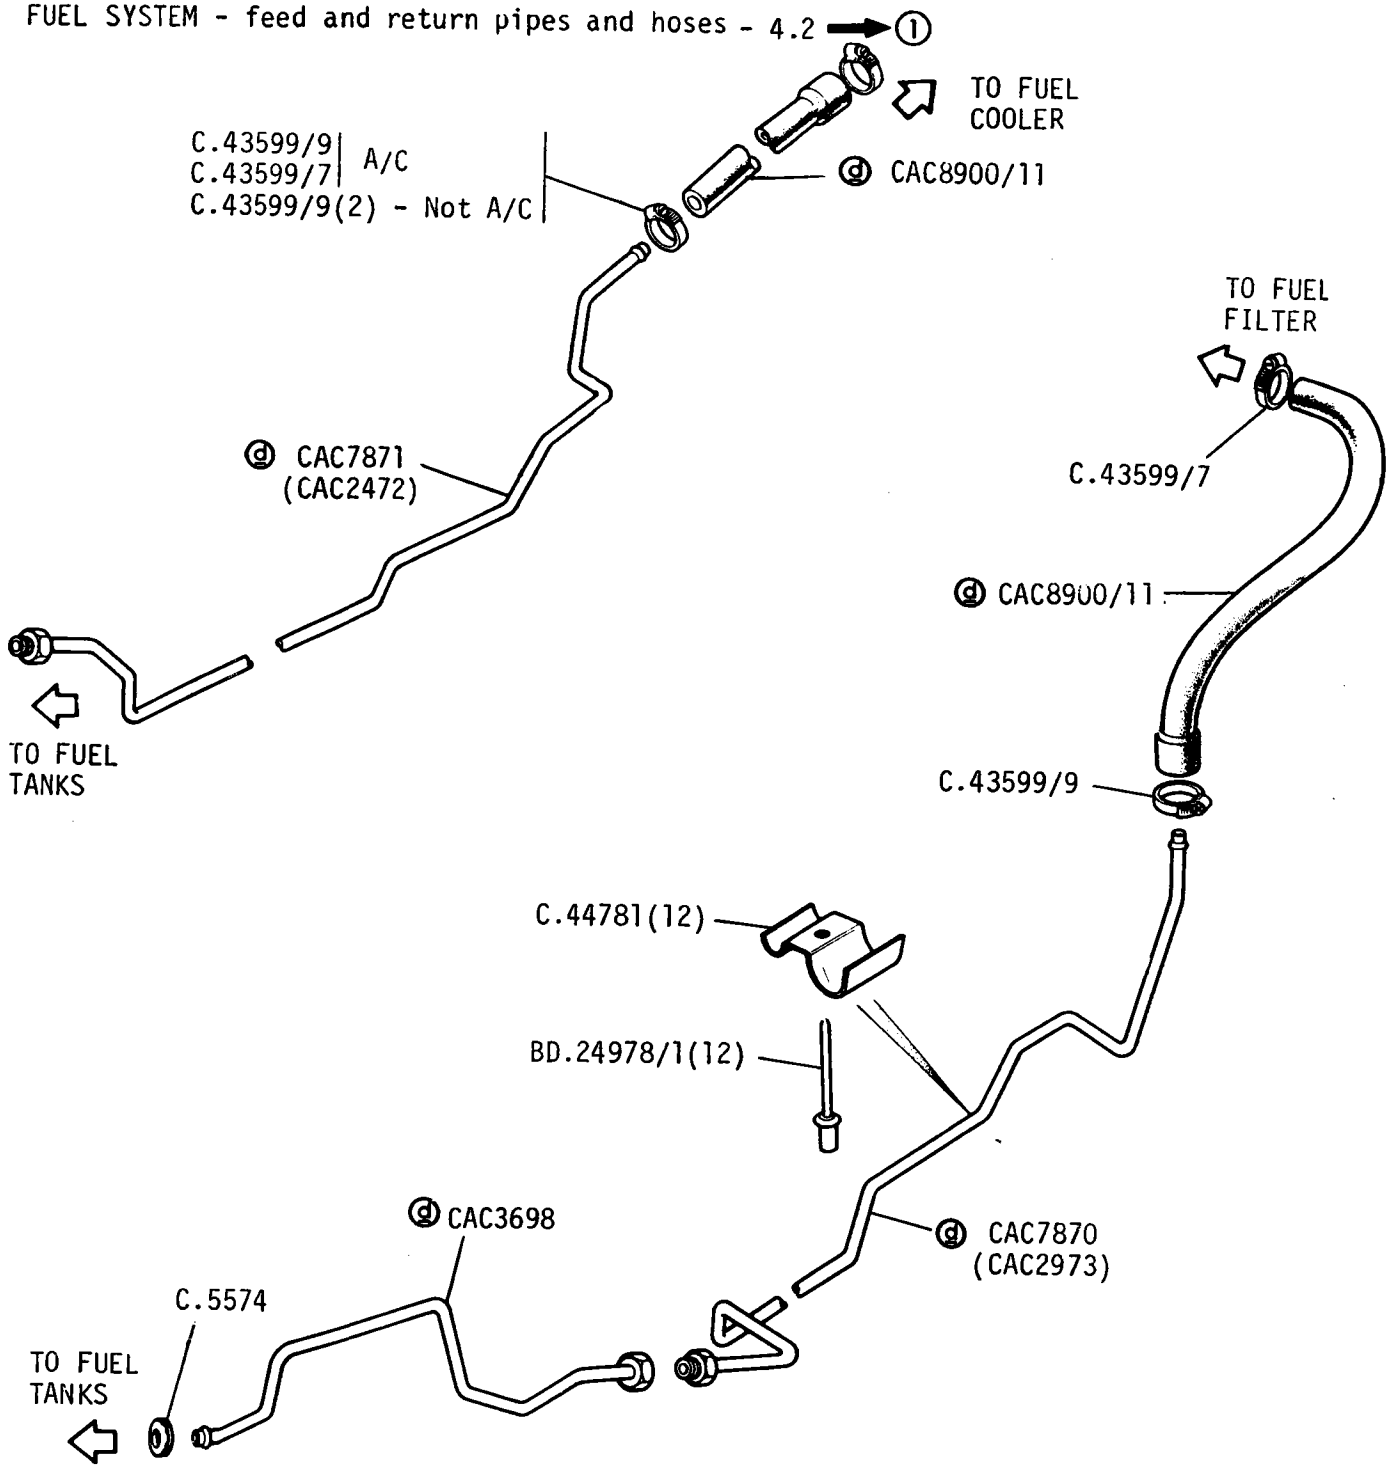 FUEL SYSTEM - feed and return pipes and hoses - 4.2 1
TO FUEL
COOLER
C.43599/9
C.43599/7
A/C
C.43599/9(2) - Not A/C
d CAC8900/11
TO FUEL
FILTER
C.43599/7
d CAC7871
(CAC2472)
d CAC8900/11
TO FUEL
TANKS
C.43599/9
C.44781(12)
BD.24978/1(12)
d CAC3698
d CAC7870
(CAC2973)
C.5574
TO FUEL
TANKS